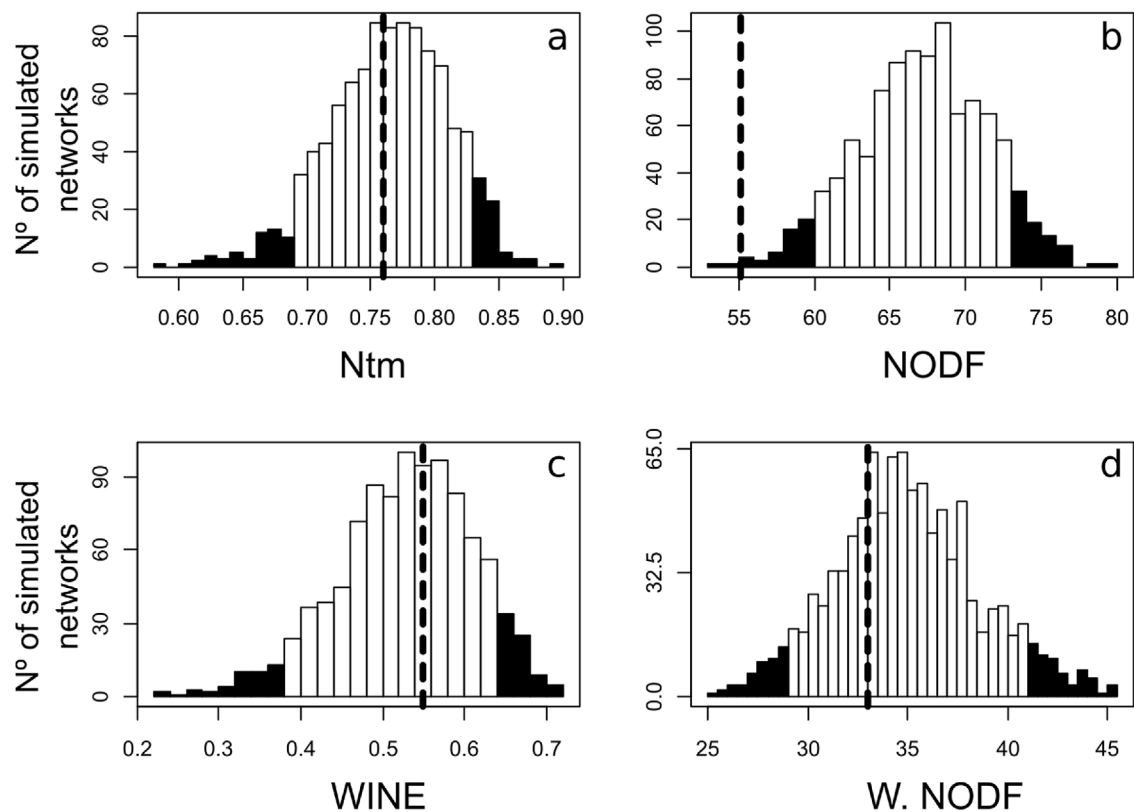 Nº of simulated
networks
80
60
40
20
0
a
0.60 0.65 0.70 0.75 0.80 0.85 0.90
Ntm
100
80
60
40
20
0
b
55 60 65 70 75 80
NODF
Nº of simulated
networks
90
60
30
0
c
0.2 0.3 0.4 0.5 0.6 0.7
WINE
65.0
32.5
0.0
d
25 30 35 40 45
W. NODF